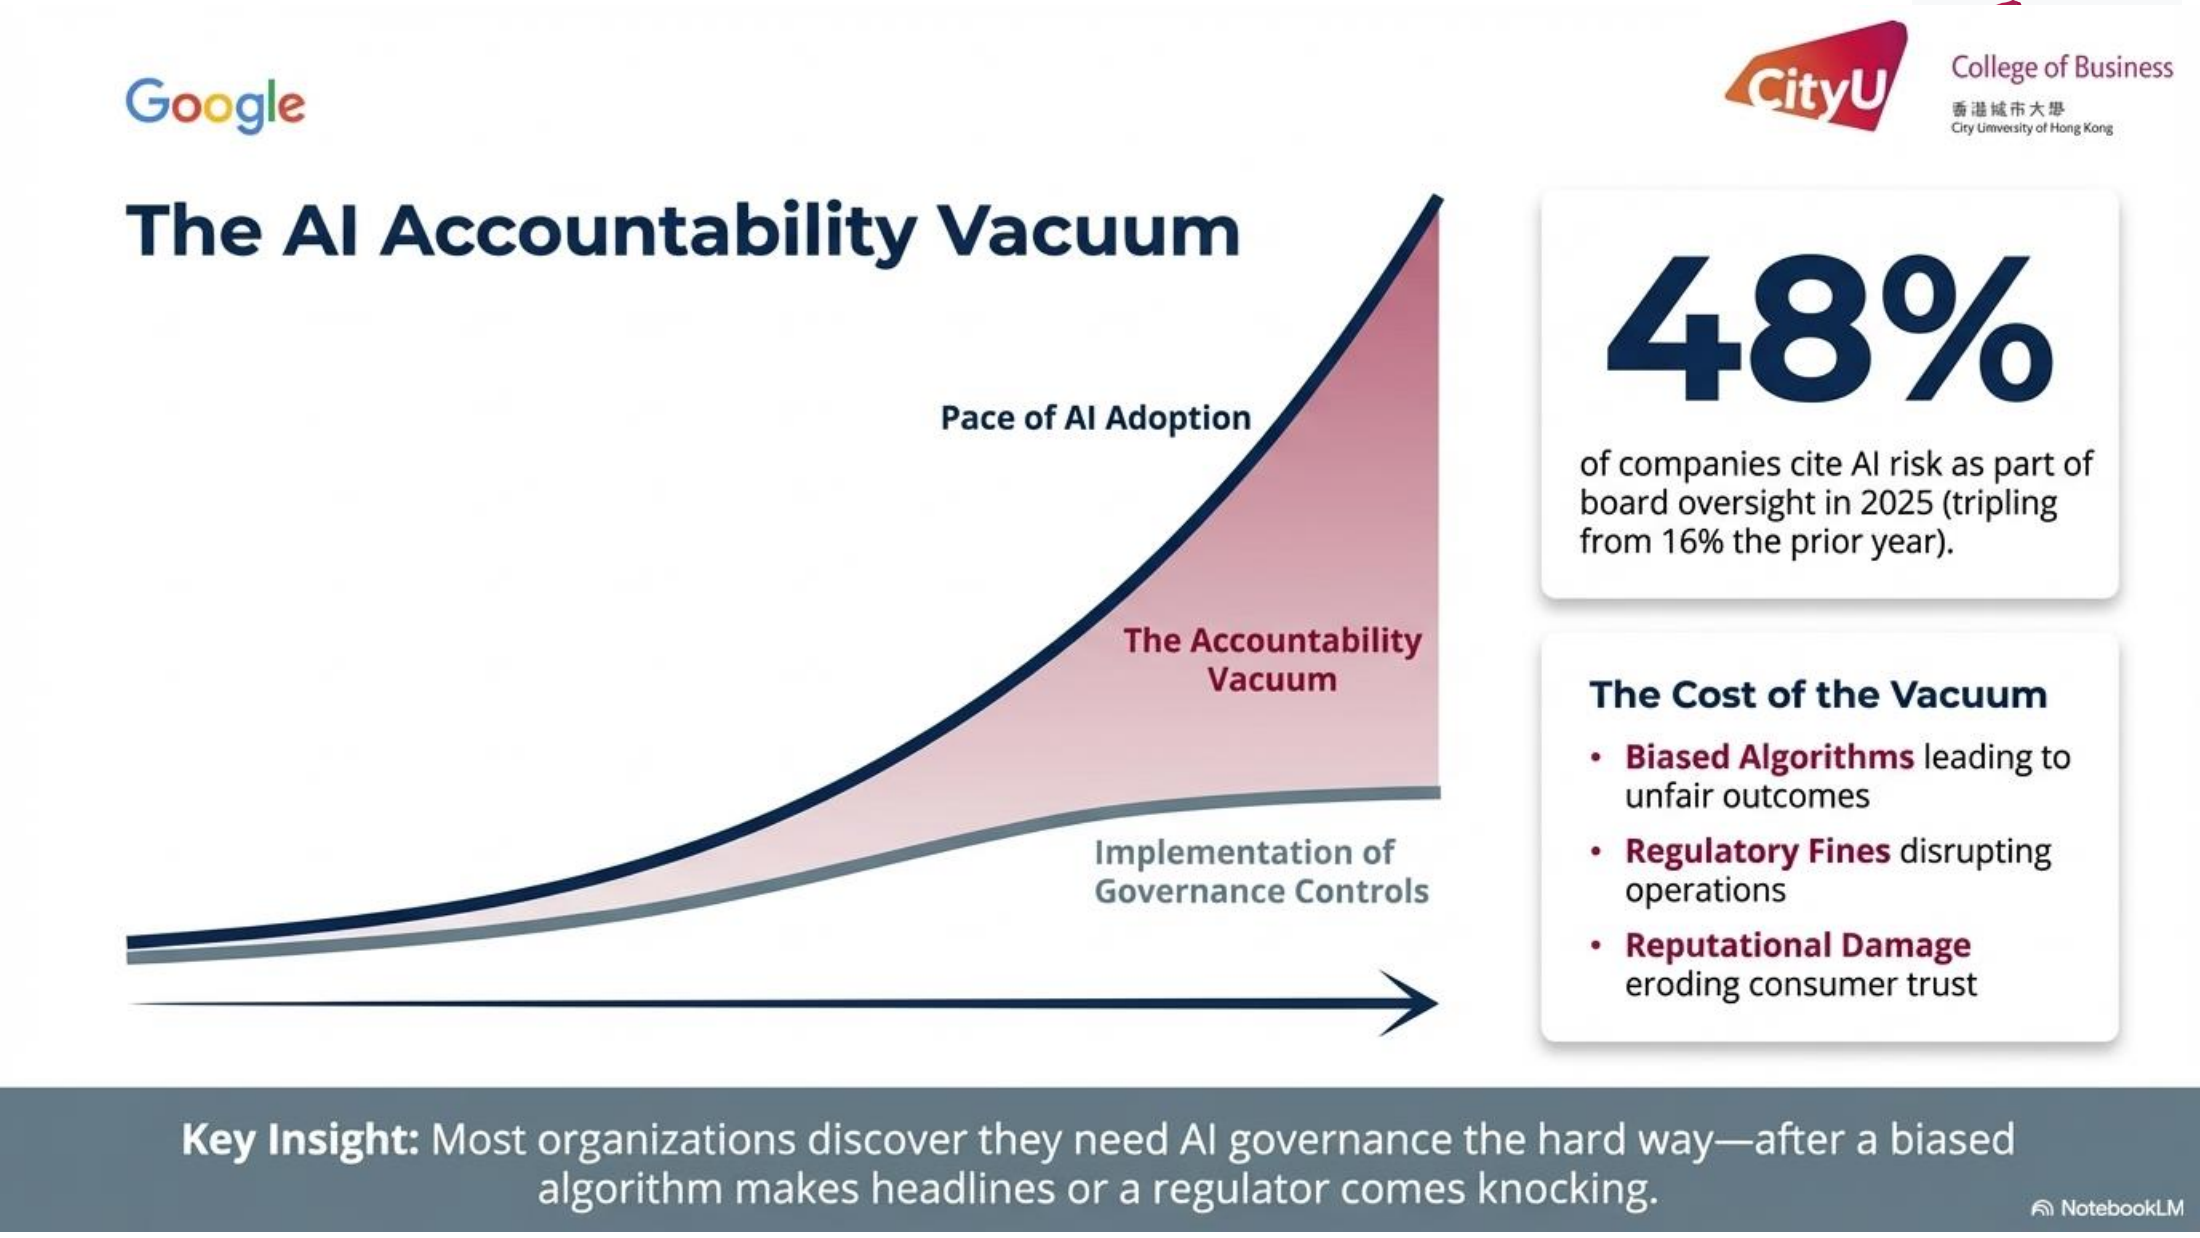 Google
CityU
College of Business
香港城市大學
City Unversity of Hong Kong
The AI Accountability Vacuum
Pace of AI Adoption
The Accountability
Vacuum
Implementation of
Governance Controls
48%
of companies cite AI risk as part of
board oversight in 2025 (tripling
from 16% the prior year).
The Cost of the Vacuum
• Biased Algorithms leading to
unfair outcomes
• Regulatory Fines disrupting
operations
• Reputational Damage
eroding consumer trust
Key Insight: Most organizations discover they need AI governance the hard way—after a biased
algorithm makes headlines or a regulator comes knocking.
NotebookLM